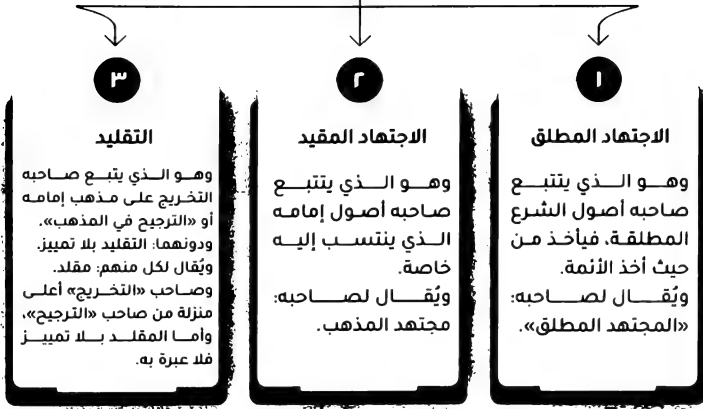 ١
الاجتهاد المطلق
وهو الذي يتتبع
صاحبه أصول الشرع
المطلقة، فيأخذ من
حيث أخذ الأئمة.
ويُقال لصاحبه:
«المجتهد المطلق».
٢
الاجتهاد المقيد
وهو الذي يتتبع
صاحبه أصول إمامه
الذي ينتسب إليه
خاصة.
ويُقال لصاحبه:
مجتهد المذهب.
٣
التقليد
وهو الذي يتبع صاحبه
التخريج على مذهب إمامه
أو «الترجيح في المذهب».
ودونهما: التقليد بلا تمييز.
ويُقال لكل منهم: مقلد.
وصاحب «التخريج» أعلى
منزلة من صاحب «الترجيح»،
وأما المقلد بلا تمييز
فلا عبرة به.